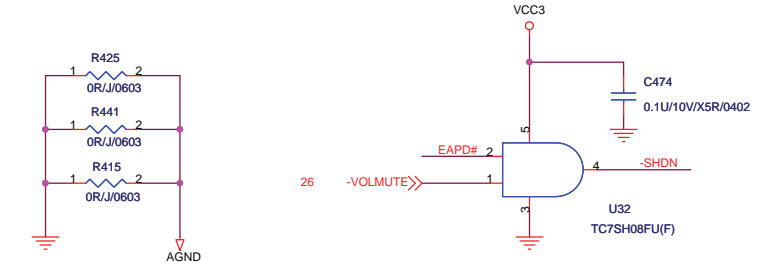 VCC3
R425
1 2
0R/J/0603
R441
1 2
0R/J/0603
R415
1 2
0R/J/0603
AGND
C474
0.1U/10V/X5R/0402
5
EAPD# 2
26 -VOLMUTE 1
4 -SHDN
3
U32
TC7SH08FU(F)